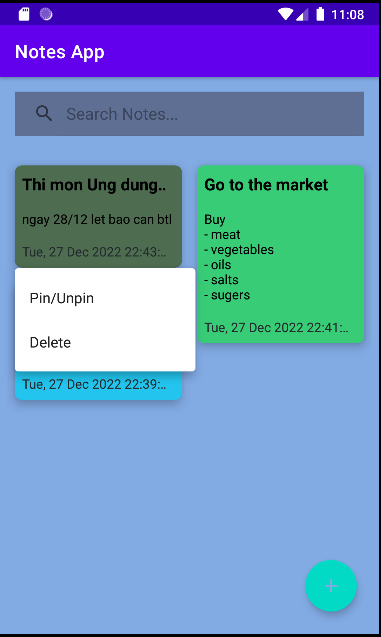 11:08
Notes App
Search Notes...
Thi mon Ung dung..
ngay 28/12 let bao can btl
Tue, 27 Dec 2022 22:43:..
Go to the market
Buy
- meat
- vegetables
- oils
- salts
- sugers
Tue, 27 Dec 2022 22:41:..
Pin/Unpin
Delete
Tue, 27 Dec 2022 22:39:..
+